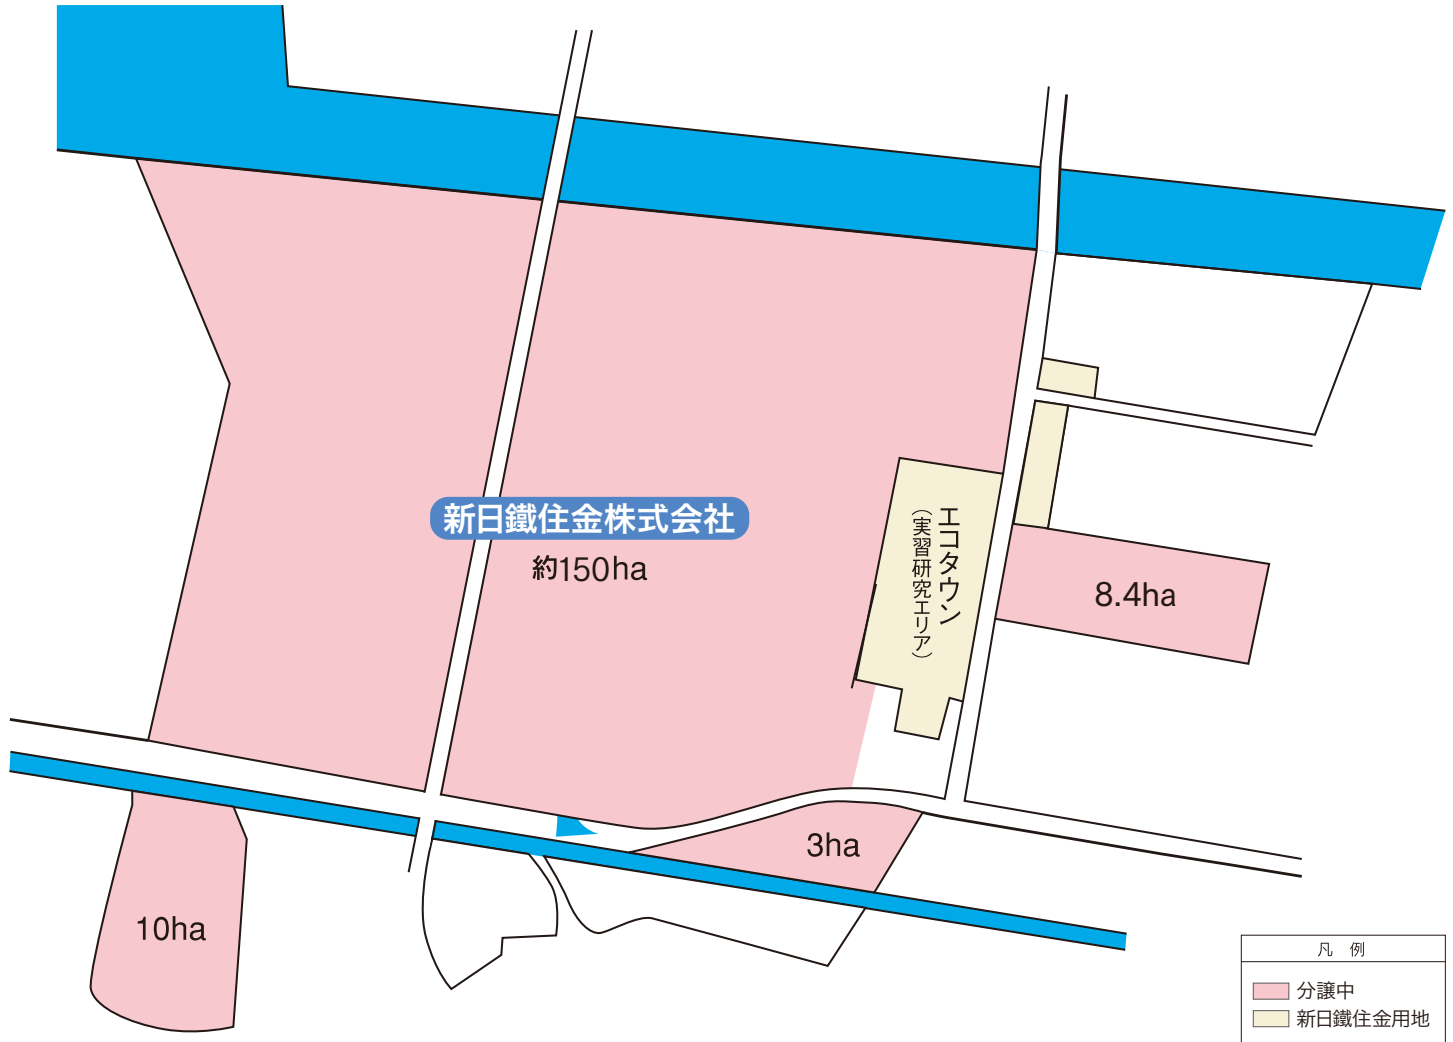 新日鐵住金株式会社
約150ha
エコタウン
（実習研究エリア）
8.4ha
3ha
10ha
凡 例
分譲中
新日鐵住金用地